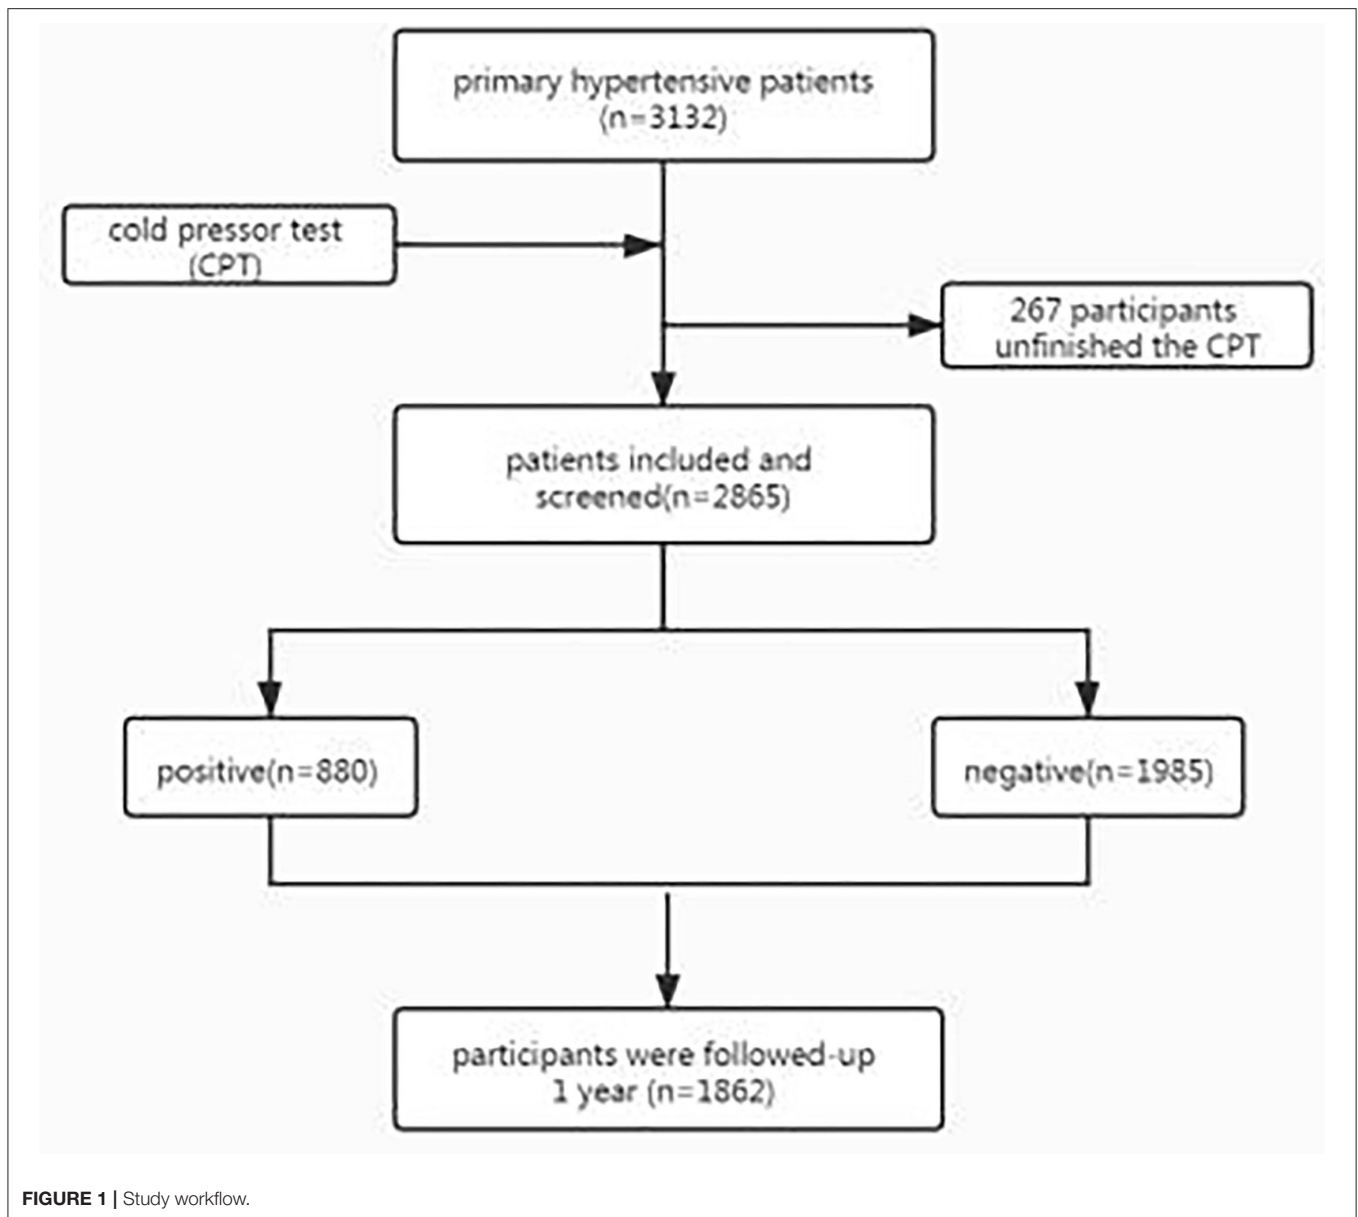 primary hypertensive patients
(n=3132)
cold pressor test
(CPT)
267 participants
unfinished the CPT
patients included and
screened(n=2865)
positive(n=880)
negative(n=1985)
participants were followed-up
1 year (n=1862)
FIGURE 1 | Study workflow.